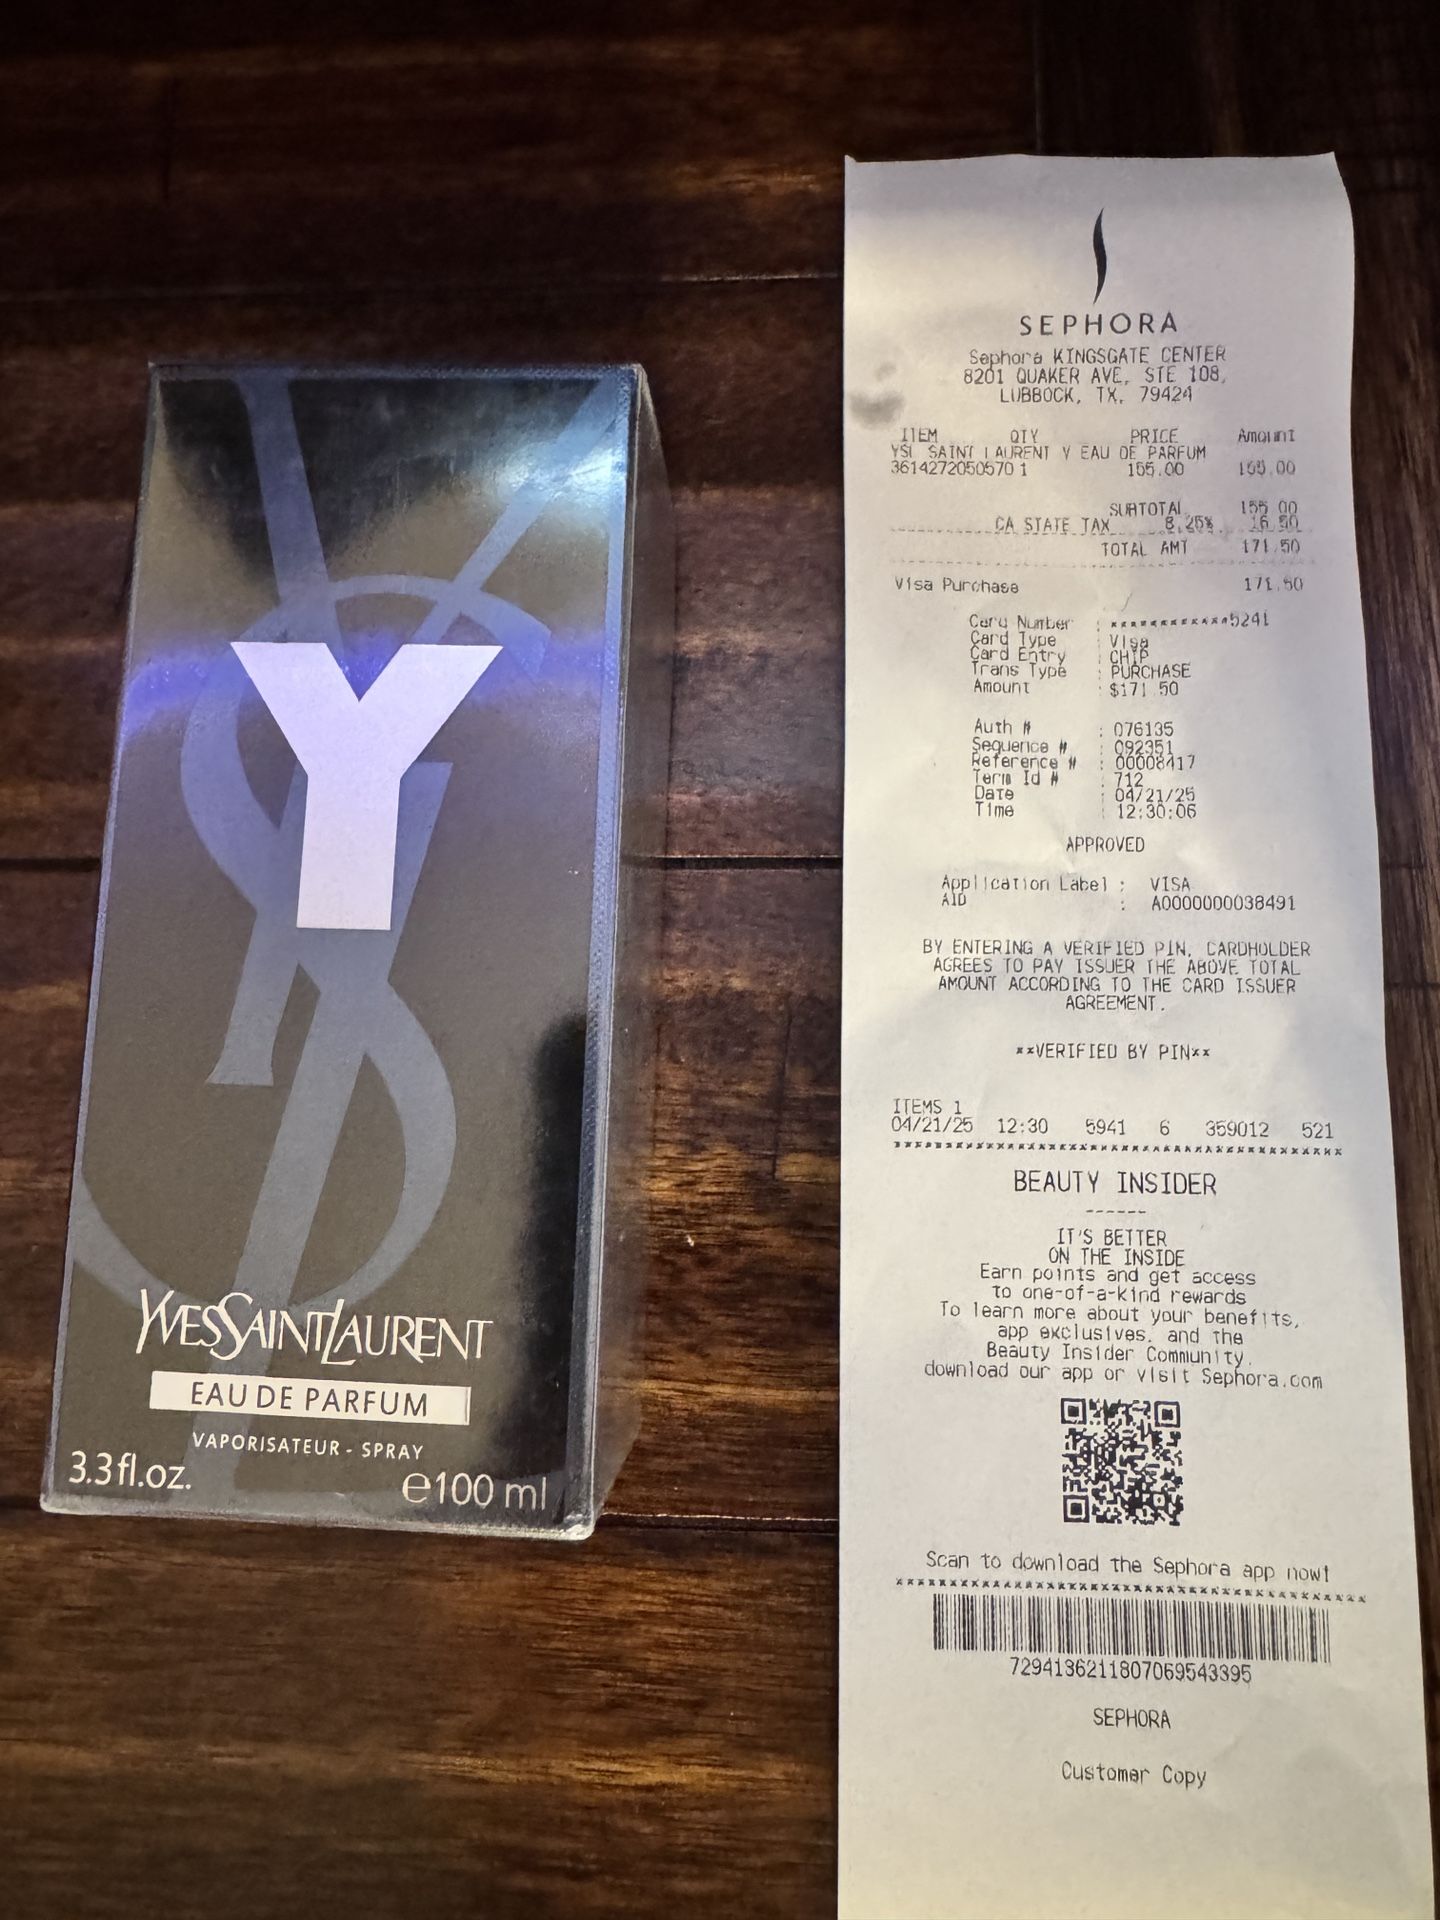 Y
YVESSAINTLAURENT
EAU DE PARFUM
VAPORISATEUR - SPRAY
3.3fl.oz. ℮100 ml
SEPHORA
Sephora KINGSGATE CENTER
8201 QUAKER AVE, STE 108,
LUBBOCK, TX, 79424
ITEM QTY PRICE Amount
YSL SAINT LAURENT Y EAU DE PARFUM
3614272050570 1 155.00 155.00
SUBTOTAL 155.00
CA STATE TAX 8.25% 16.50
TOTAL AMT 171.50
Visa Purchase 171.50
Card Number : ************5241
Card Type : Visa
Card Entry : CHIP
Trans Type : PURCHASE
Amount : $171.50
Auth # : 076135
Sequence # : 092351
Reference # : 00008417
Term Id # : 712
Date : 04/21/25
Time : 12:30:06
APPROVED
Application Label : VISA
AID : A0000000038491
BY ENTERING A VERIFIED PIN, CARDHOLDER
AGREES TO PAY ISSUER THE ABOVE TOTAL
AMOUNT ACCORDING TO THE CARD ISSUER
AGREEMENT.
**VERIFIED BY PIN**
ITEMS 1
04/21/25 12:30 5941 6 359012 521
BEAUTY INSIDER
------
IT'S BETTER
ON THE INSIDE
Earn points and get access
to one-of-a-kind rewards
To learn more about your benefits,
app exclusives, and the
Beauty Insider Community,
download our app or visit Sephora.com
Scan to download the Sephora app now!
7294136211807069543395
SEPHORA
Customer Copy